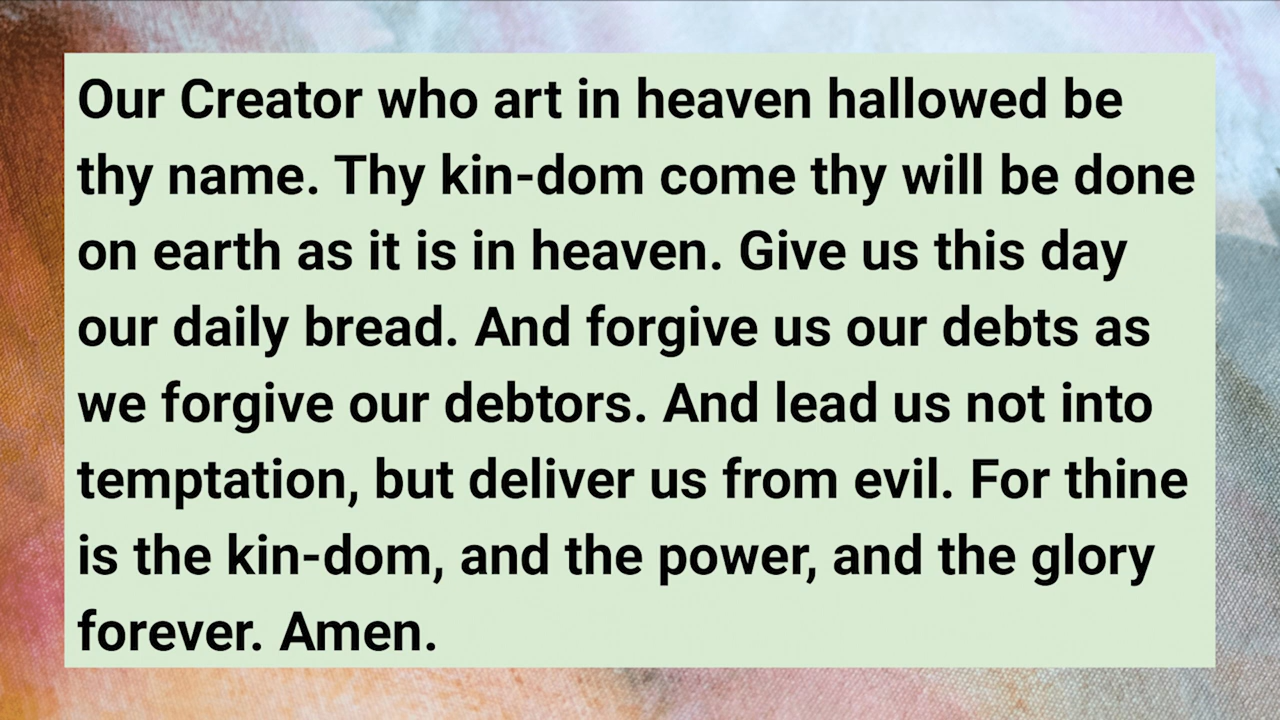 Our Creator who art in heaven hallowed be
thy name. Thy kin-dom come thy will be done
on earth as it is in heaven. Give us this day
our daily bread. And forgive us our debts as
we forgive our debtors. And lead us not into
temptation, but deliver us from evil. For thine
is the kin-dom, and the power, and the glory
forever. Amen.